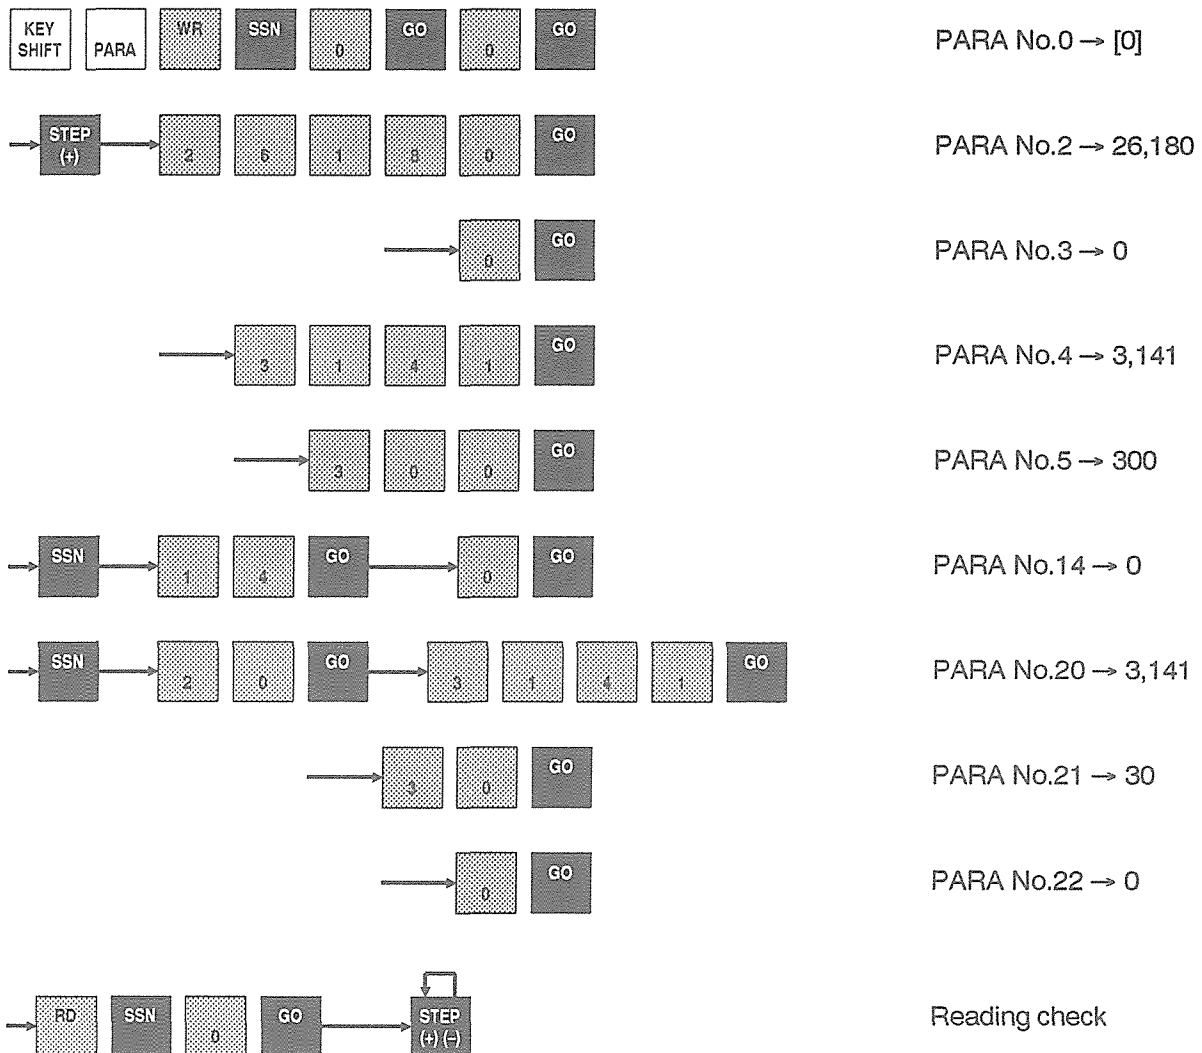 KEY SHIFT PARA WR SSN 0 GO 0 GO PARA No.0 → [0]
STEP (+) 2 6 1 8 0 GO PARA No.2 → 26,180
0 GO PARA No.3 → 0
3 1 4 1 GO PARA No.4 → 3,141
3 0 0 GO PARA No.5 → 300
SSN 1 4 GO 0 GO PARA No.14 → 0
SSN 2 0 GO 3 1 4 1 GO PARA No.20 → 3,141
3 0 GO PARA No.21 → 30
0 GO PARA No.22 → 0
RD SSN 0 GO STEP (+) (-) Reading check